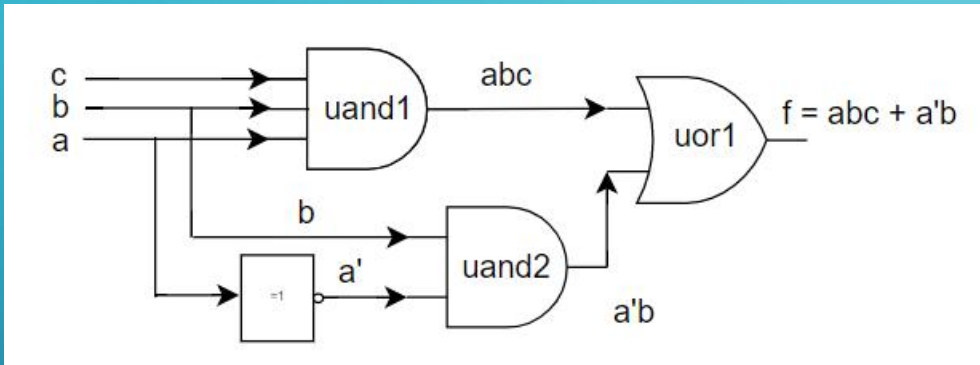 c
b
a
uand1
abc
uor1
f = abc + a'b
b
a'
=1
uand2
a'b